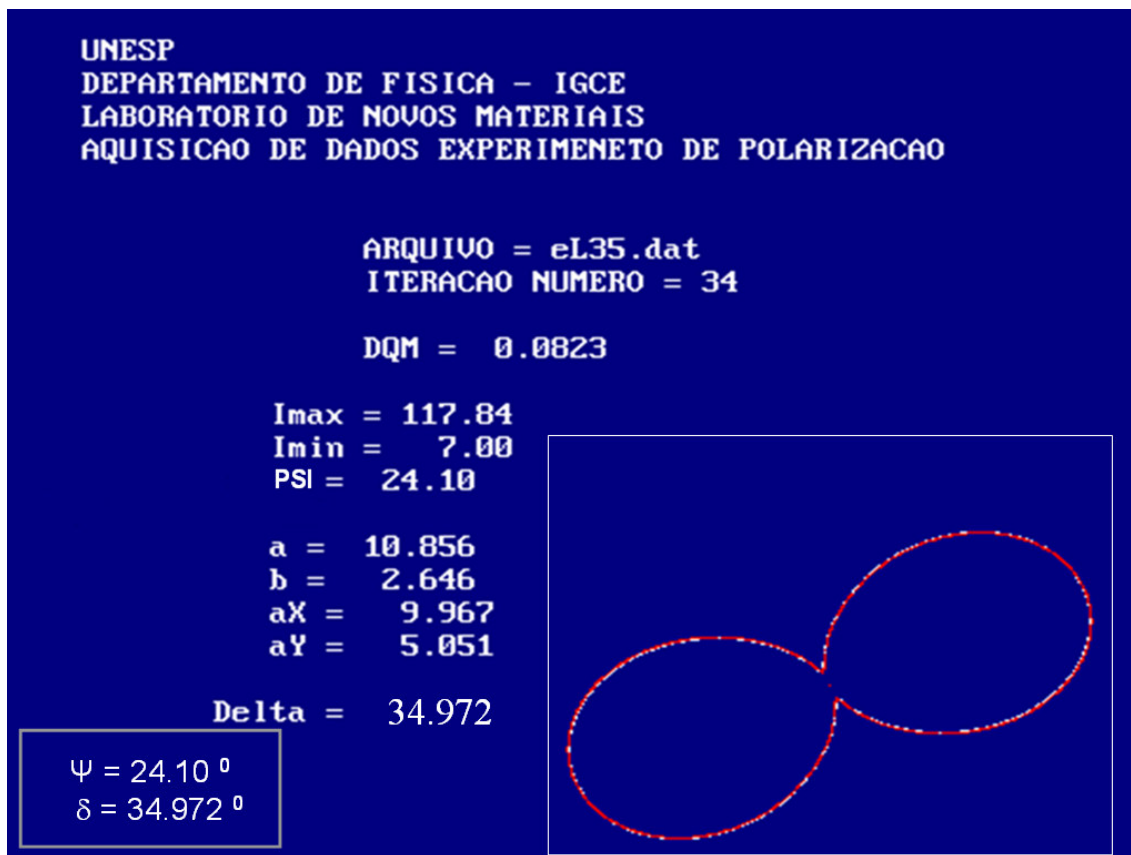 UNESP
DEPARTAMENTO DE FISICA - IGCE
LABORATORIO DE NOVOS MATERIAIS
AQUISICAO DE DADOS EXPERIMENETO DE POLARIZACAO
ARQUIVO = eL35.dat
ITERACAO NUMERO = 34
DQM = 0.0823
Imax = 117.84
Imin = 7.00
PSI = 24.10
a = 10.856
b = 2.646
aX = 9.967
aY = 5.051
Delta = 34.972
Ψ = 24.10 ⁰
δ = 34.972 ⁰